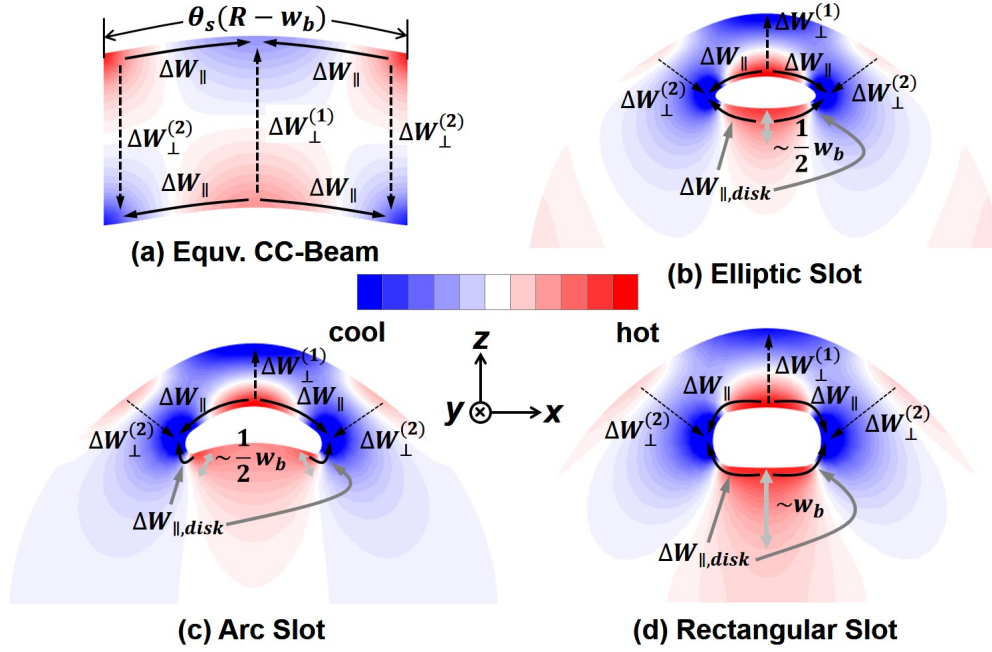 θ_s(R − w_b)
ΔW_∥ ΔW_∥
ΔW_⊥^(2) ΔW_⊥^(1) ΔW_⊥^(2)
ΔW_∥ ΔW_∥
(a) Equv. CC-Beam
ΔW_⊥^(1)
ΔW_∥ ΔW_∥
ΔW_⊥^(2) ΔW_⊥^(2)
~ 1/2 w_b
ΔW_∥,disk
(b) Elliptic Slot
cool hot
z
y x
ΔW_⊥^(1)
ΔW_∥ ΔW_∥
ΔW_⊥^(2) ΔW_⊥^(2)
~ 1/2 w_b
ΔW_∥,disk
(c) Arc Slot
ΔW_⊥^(1)
ΔW_∥ ΔW_∥
ΔW_⊥^(2) ΔW_⊥^(2)
~w_b
ΔW_∥,disk
(d) Rectangular Slot